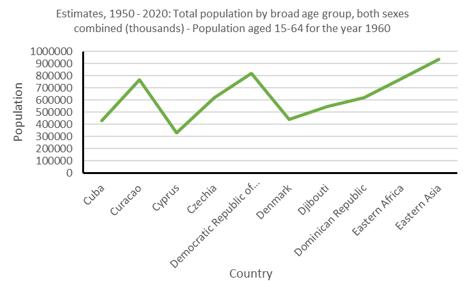 Estimates, 1950 - 2020: Total population by broad age group, both sexes
combined (thousands) - Population aged 15-64 for the year 1960
1000000
900000
800000
700000
600000
500000
400000
300000
200000
100000
0
Population
Cuba
Curacao
Cyprus
Czechia
Democratic Republic of...
Denmark
Djibouti
Dominican Republic
Eastern Africa
Eastern Asia
Country